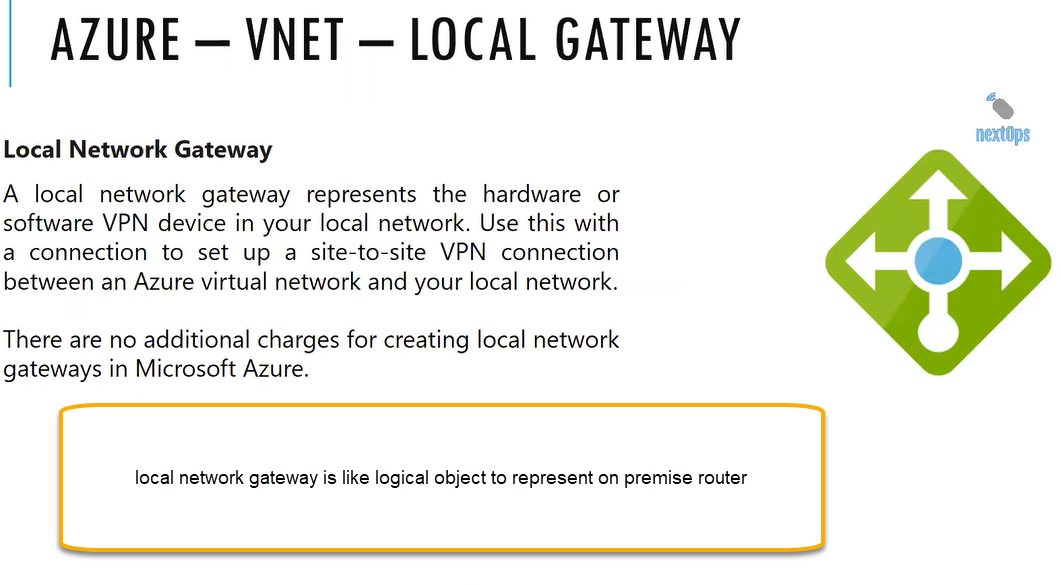 AZURE – VNET – LOCAL GATEWAY
nextOps
Local Network Gateway
A local network gateway represents the hardware or
software VPN device in your local network. Use this with
a connection to set up a site-to-site VPN connection
between an Azure virtual network and your local network.
There are no additional charges for creating local network
gateways in Microsoft Azure.
local network gateway is like logical object to represent on premise router